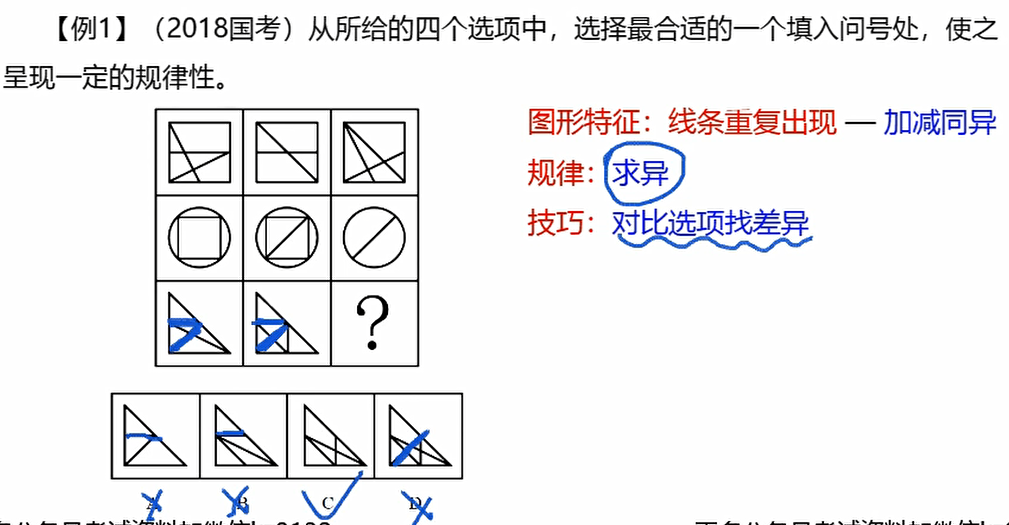 【例1】（2018国考）从所给的四个选项中，选择最合适的一个填入问号处，使之
呈现一定的规律性。
图形特征：线条重复出现 — 加减同异
规律：求异
技巧：对比选项找差异
?
A B C D